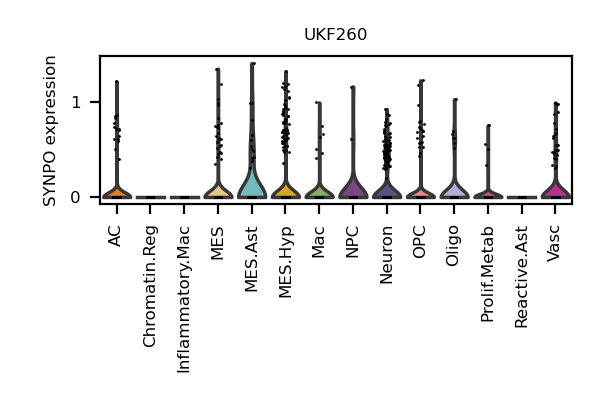 UKF260
SYNPO expression
1
0
AC
Chromatin.Reg
Inflammatory.Mac
MES
MES.Ast
MES.Hyp
Mac
NPC
Neuron
OPC
Oligo
Prolif.Metab
Reactive.Ast
Vasc